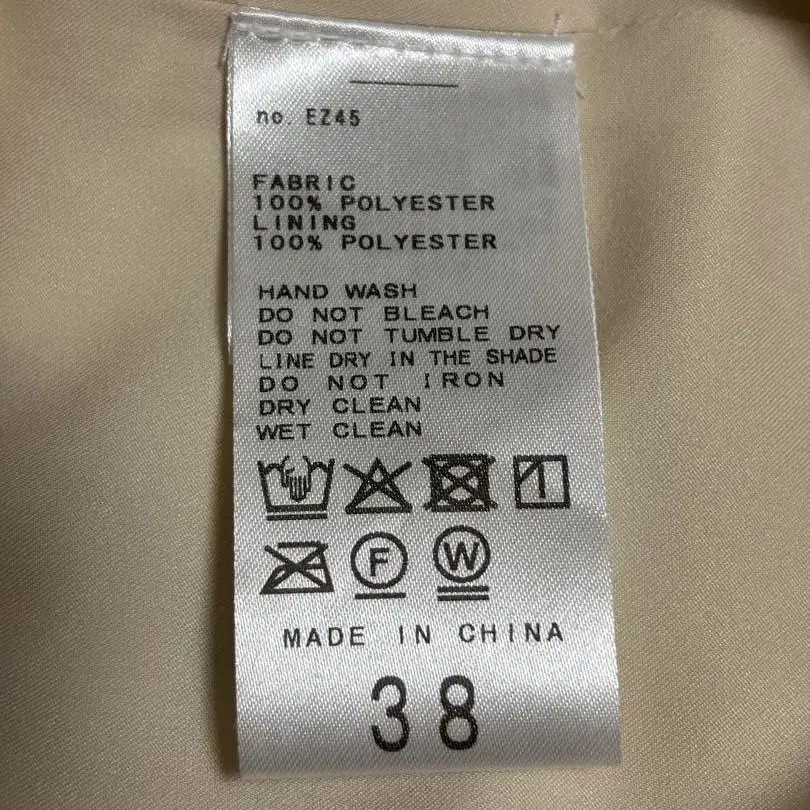 no. EZ45
FABRIC
100% POLYESTER
LINING
100% POLYESTER
HAND WASH
DO NOT BLEACH
DO NOT TUMBLE DRY
LINE DRY IN THE SHADE
DO NOT IRON
DRY CLEAN
WET CLEAN
F W
MADE IN CHINA
38